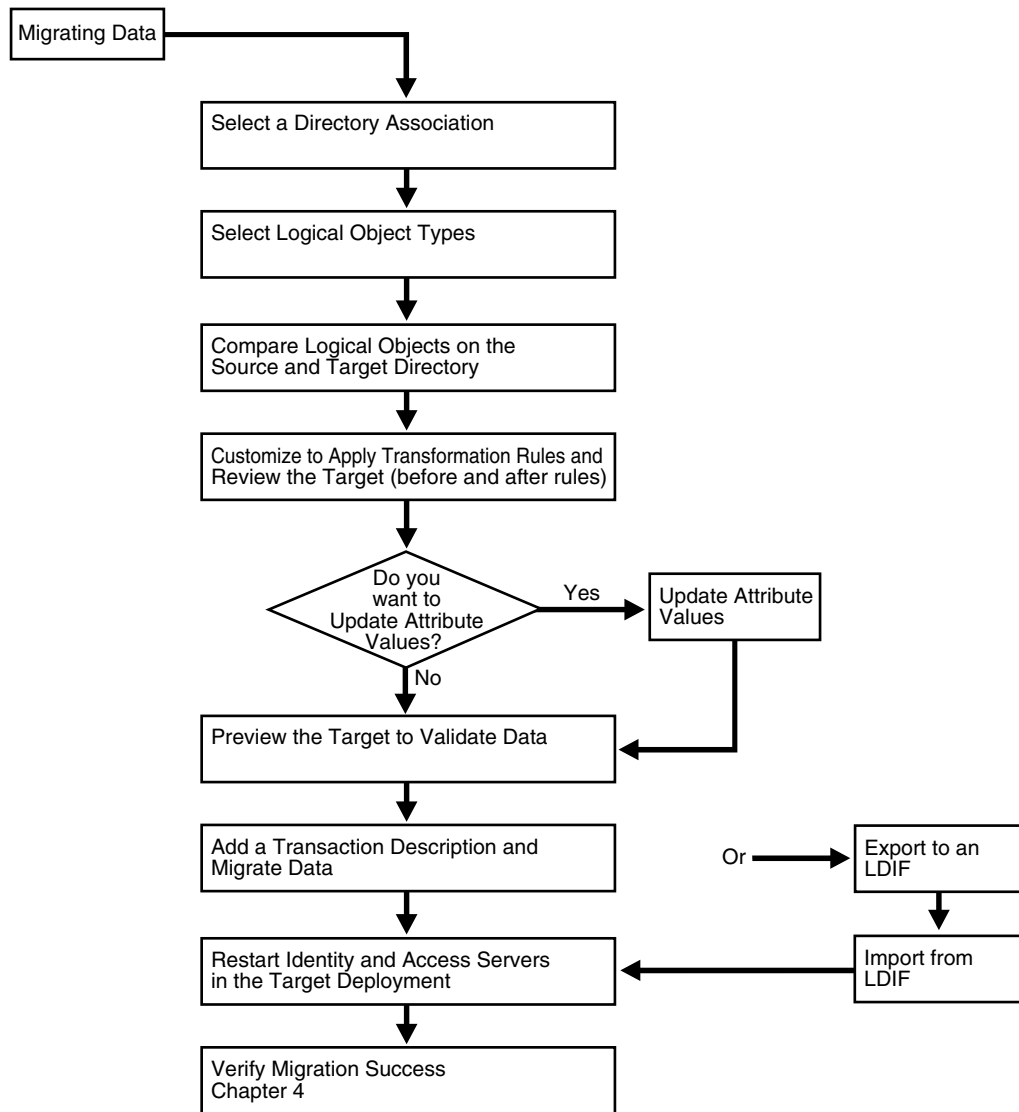 Migrating Data
Select a Directory Association
Select Logical Object Types
Compare Logical Objects on the
Source and Target Directory
Customize to Apply Transformation Rules and
Review the Target (before and after rules)
Do you
want to
Update Attribute
Values?
Yes
Update Attribute
Values
No
Preview the Target to Validate Data
Add a Transaction Description and
Migrate Data
Or
Export to an
LDIF
Restart Identity and Access Servers
in the Target Deployment
Import from
LDIF
Verify Migration Success
Chapter 4